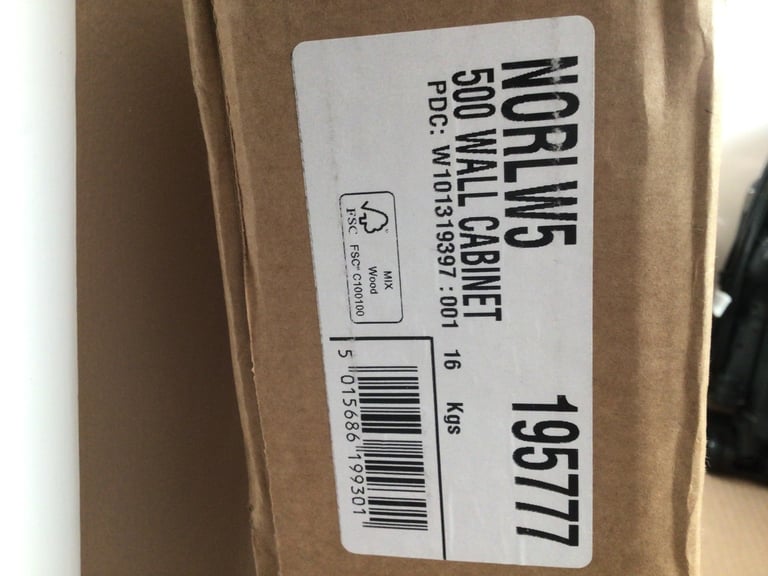 NORLW5 195777
500 WALL CABINET
PDC: W101319397:001 16 Kgs
MIX
Wood
FSC FSC® C100100
5 015686 199301